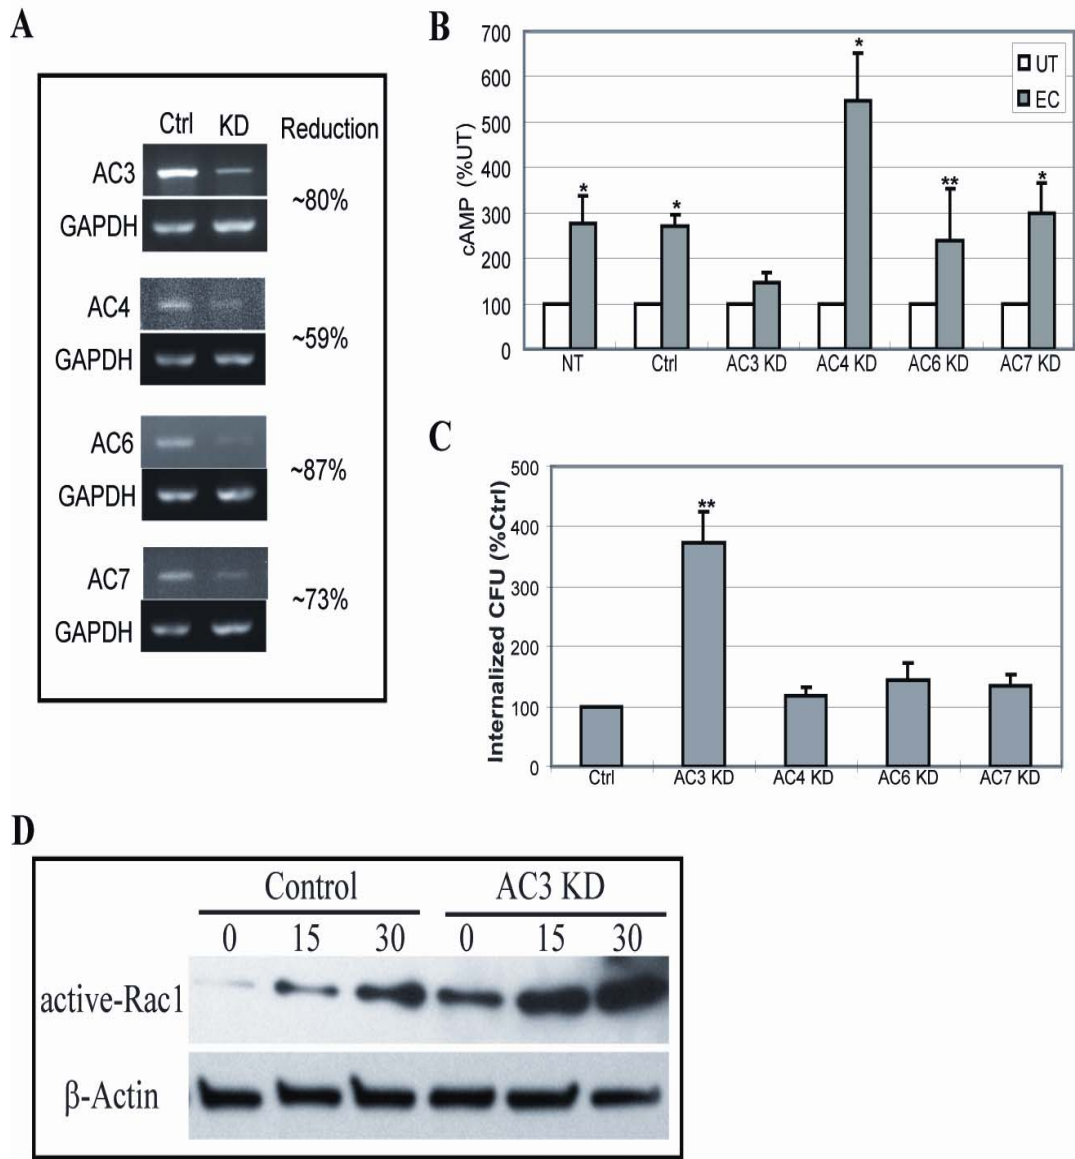 A
Ctrl KD Reduction
AC3
~80%
GAPDH
AC4
~59%
GAPDH
AC6
~87%
GAPDH
AC7
~73%
GAPDH
B
cAMP (%UT)
700
600
500
400
300
200
100
0
* * * ** *
UT
EC
NT Ctrl AC3 KD AC4 KD AC6 KD AC7 KD
C
Internalized CFU (%Ctrl)
500
400
300
200
100
0
**
Ctrl AC3 KD AC4 KD AC6 KD AC7 KD
D
Control AC3 KD
0 15 30 0 15 30
active-Rac1
β-Actin